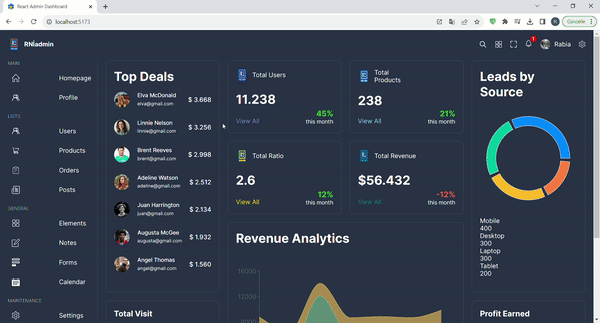 React Admin Dashboard
localhost:5173
Güncelle
RNiadmin
1
Rabia
MAIN
Homepage
Profile
LISTS
Users
Products
Orders
Posts
GENERAL
Elements
Notes
Forms
Calendar
MAINTENANCE
Settings
Top Deals
Elva McDonald
elva@gmail.com
$ 3.668
Linnie Nelson
linnie@gmail.com
$ 3.256
Brent Reeves
brent@gmail.com
$ 2.998
Adeline Watson
adeline@gmail.com
$ 2.512
Juan Harrington
juan@gmail.com
$ 2.134
Augusta McGee
augusta@gmail.com
$ 1.932
Angel Thomas
angel@gmail.com
$ 1.560
Total Users
11.238
View All
45%
this month
Total
Products
238
View All
21%
this month
Total Ratio
2.6
View All
12%
this month
Total Revenue
$56.432
View All
-12%
this month
Leads by
Source
Mobile
400
Desktop
300
Laptop
300
Tablet
200
Revenue Analytics
16000
12000
8000
Total Visit
Profit Earned